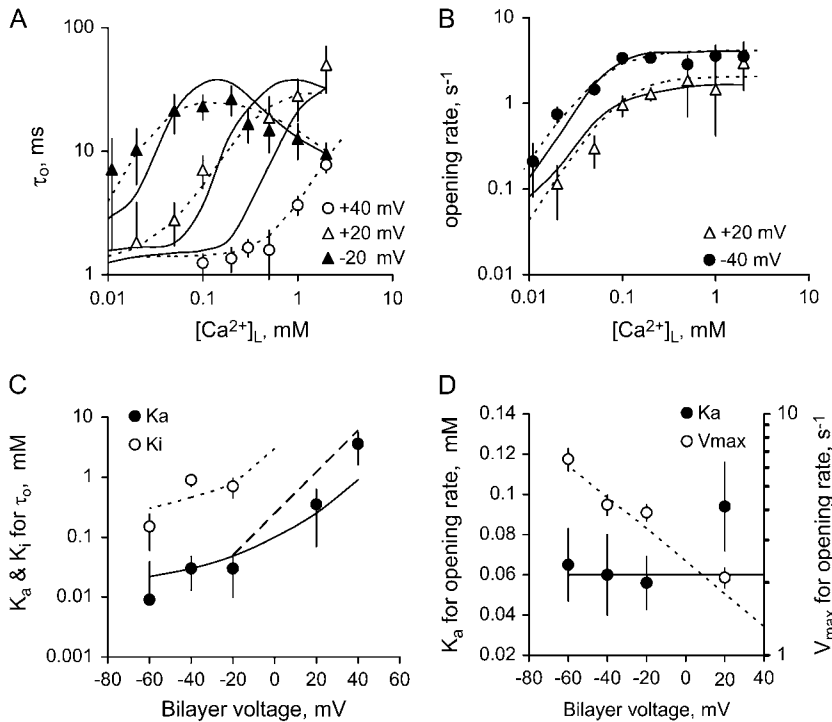 A
100
10
1
τₒ, ms
+40 mV
+20 mV
-20 mV
0.01
0.1
1
10
[Ca²⁺]L, mM
B
10
1
0.1
0.01
opening rate, s⁻¹
+20 mV
-40 mV
0.01
0.1
1
10
[Ca²⁺]L, mM
C
Ka
Ki
10
1
0.1
0.01
0.001
Kₐ & Kᵢ for τₒ, mM
-80 -60 -40 -20 0 20 40 60
Bilayer voltage, mV
D
Ka
Vmax
0.14
0.12
0.1
0.08
0.06
0.04
0.02
Kₐ for opening rate, mM
10
1
Vmax for opening rate, s⁻¹
-80 -60 -40 -20 0 20 40
Bilayer voltage, mV